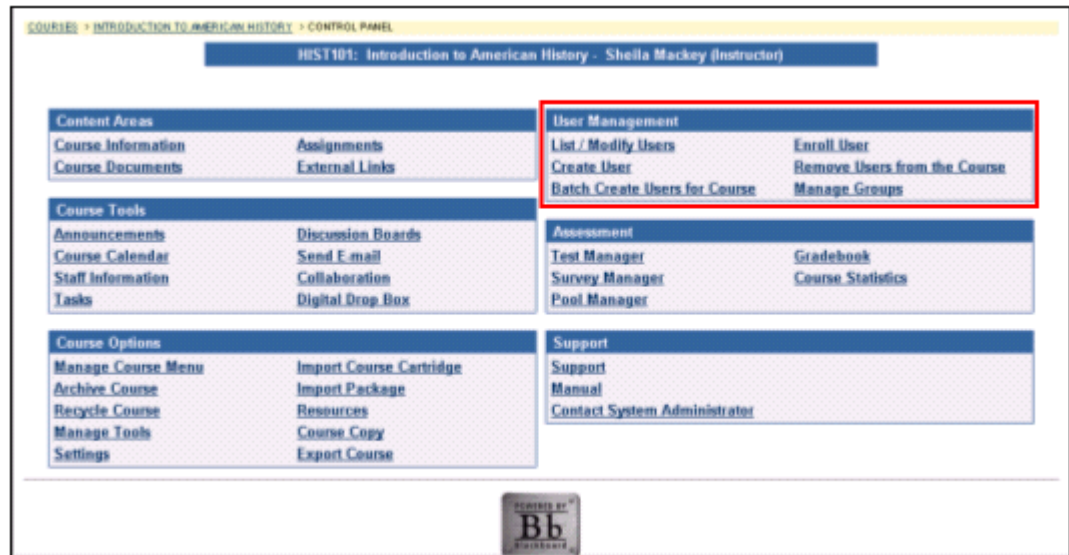 COURSES > INTRODUCTION TO AMERICAN HISTORY > CONTROL PANEL
HIST101: Introduction to American History - Sheila Mackey (Instructor)
Content Areas
Course Information Assignments
Course Documents External Links
Course Tools
Announcements Discussion Boards
Course Calendar Send E-mail
Staff Information Collaboration
Tasks Digital Drop Box
Course Options
Manage Course Menu Import Course Cartridge
Archive Course Import Package
Recycle Course Resources
Manage Tools Course Copy
Settings Export Course
User Management
List / Modify Users Enroll User
Create User Remove Users from the Course
Batch Create Users for Course Manage Groups
Assessment
Test Manager Gradebook
Survey Manager Course Statistics
Pool Manager
Support
Support
Manual
Contact System Administrator
POWERED BY
Bb
Blackboard